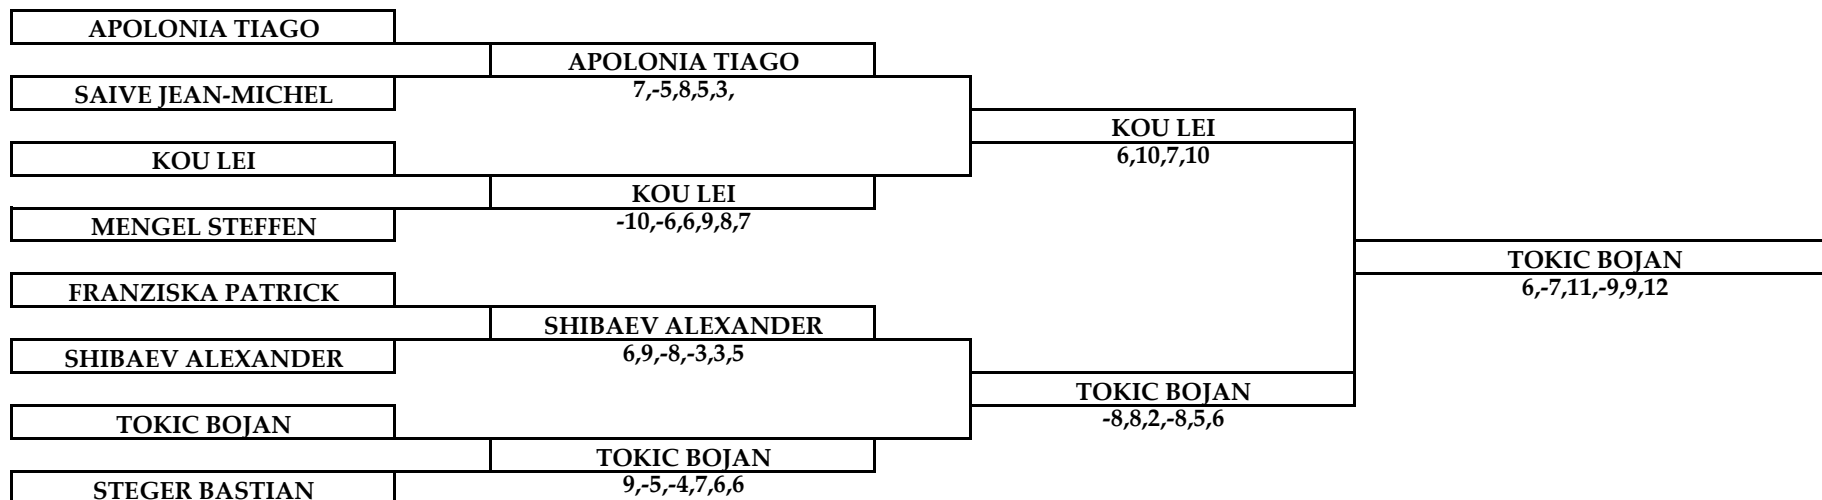 APOLONIA TIAGO
APOLONIA TIAGO
SAIVE JEAN-MICHEL
7,-5,8,5,3,
KOU LEI
KOU LEI
6,10,7,10
KOU LEI
MENGEL STEFFEN
-10,-6,6,9,8,7
TOKIC BOJAN
FRANZISKA PATRICK
6,-7,11,-9,9,12
SHIBAEV ALEXANDER
SHIBAEV ALEXANDER
6,9,-8,-3,3,5
TOKIC BOJAN
TOKIC BOJAN
-8,8,2,-8,5,6
TOKIC BOJAN
STEGER BASTIAN
9,-5,-4,7,6,6